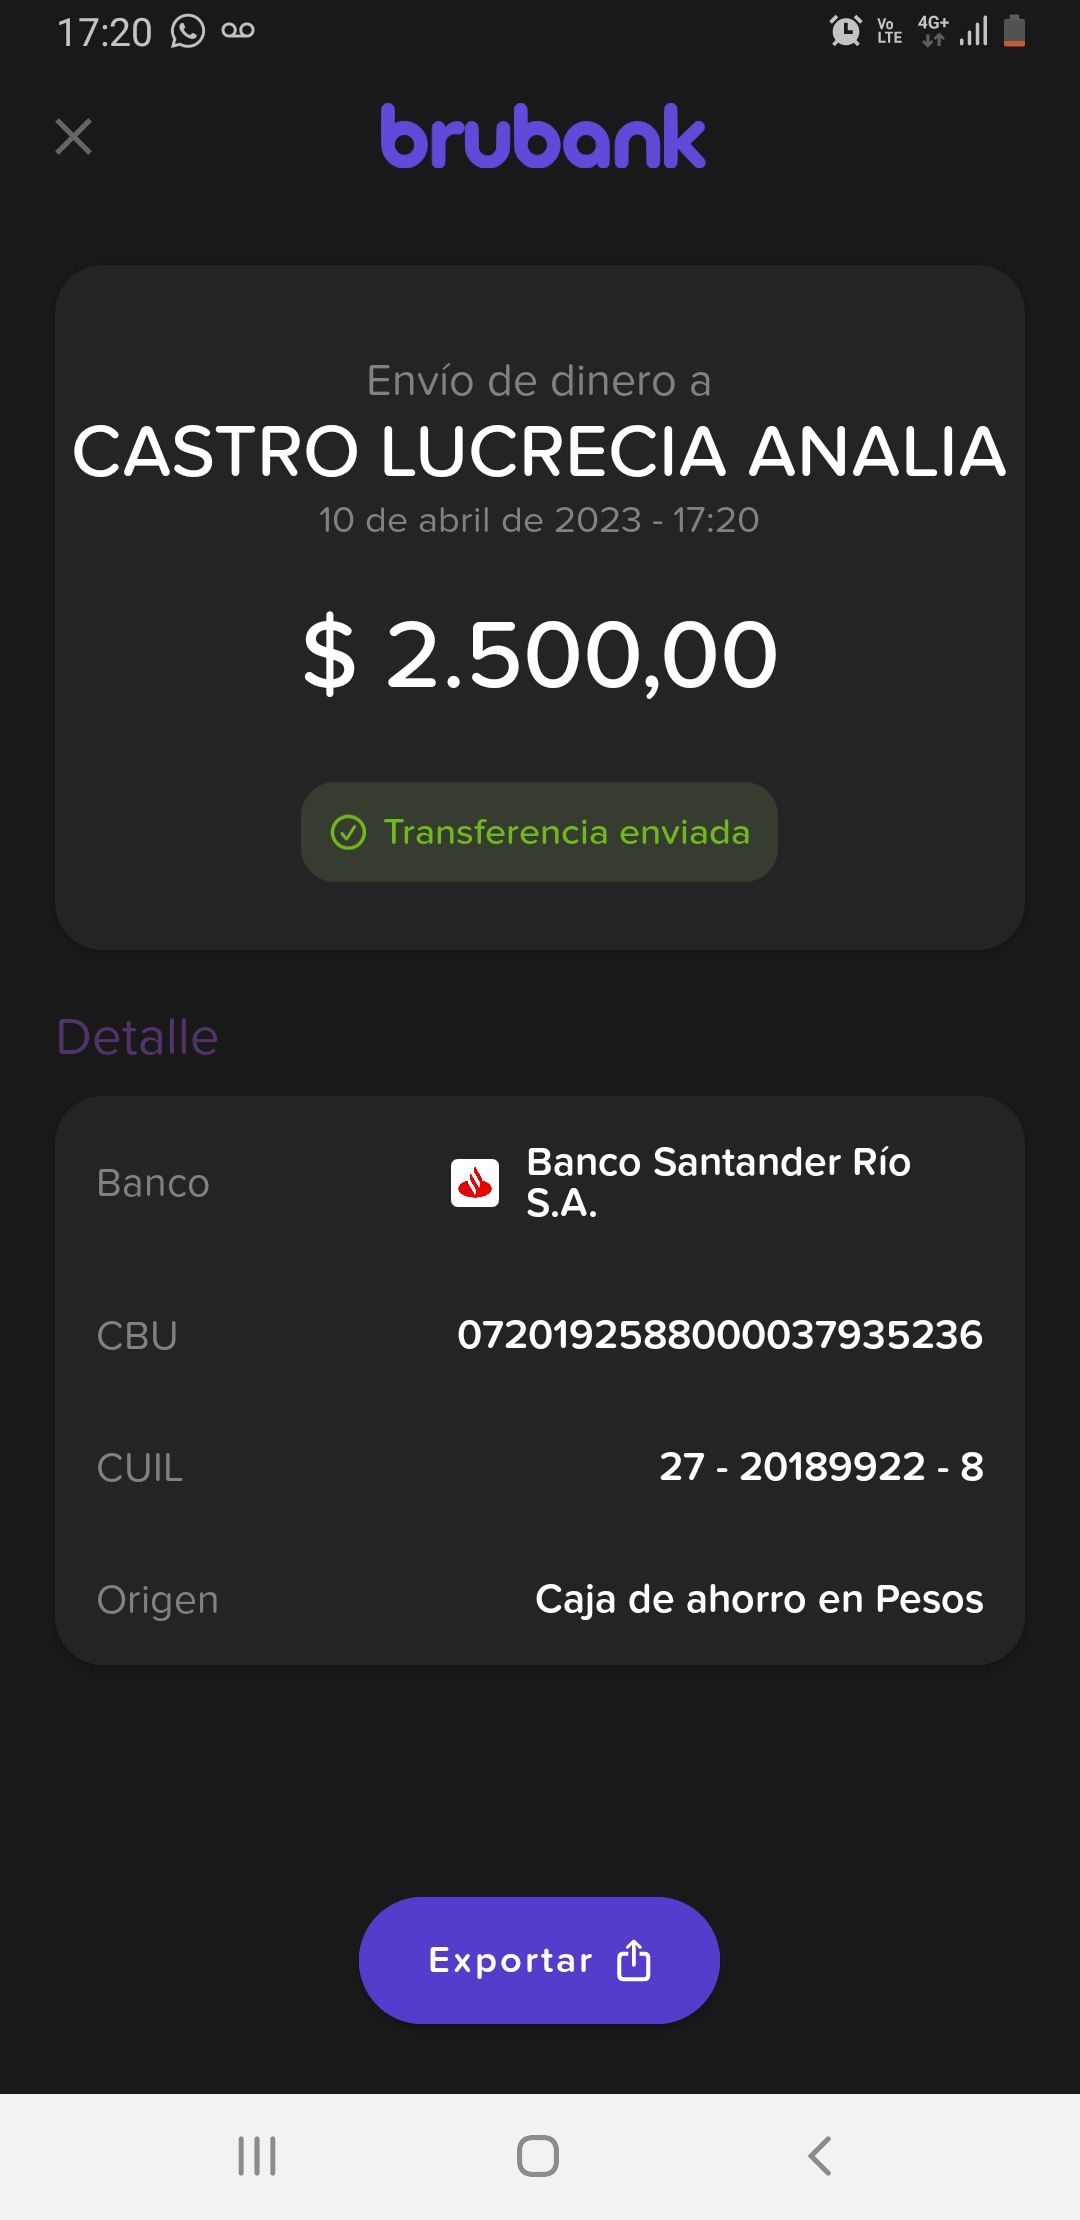 17:20
Vo LTE 4G+
brubank
Envío de dinero a
CASTRO LUCRECIA ANALIA
10 de abril de 2023 - 17:20
$ 2.500,00
Transferencia enviada
Detalle
Banco
Banco Santander Río
S.A.
CBU 0720192588000037935236
CUIL 27 - 20189922 - 8
Origen Caja de ahorro en Pesos
Exportar